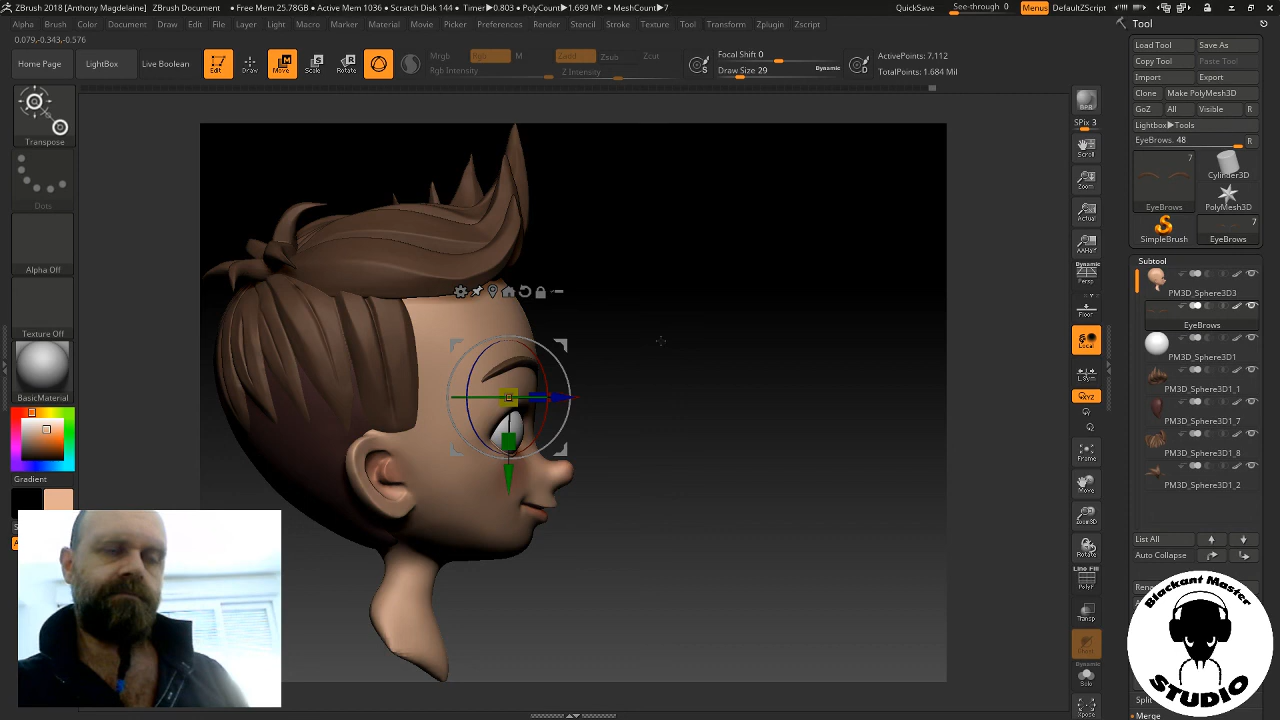 ZBrush 2018 [Anthony Magdelaine] ZBrush Document • Free Mem 25.78GB • Active Mem 1036 • Scratch Disk 144 • Timer▶0.803 • PolyCount▶1.699 MP • MeshCount▶7
QuickSave See-through 0 Menus DefaultZScript
Alpha Brush Color Document Draw Edit File Layer Light Macro Marker Material Movie Picker Preferences Render Stencil Stroke Texture Tool Transform Zplugin Zscript
0.079,-0.343,-0.576
Home Page LightBox Live Boolean
Edit Draw Move Scale Rotate
Mrgb Rgb
Rgb Intensity
Zadd Zsub Zcut
Z Intensity
Focal Shift 0
Draw Size 29 Dynamic
ActivePoints: 7,112
TotalPoints: 1.684 Mil
Transpose
Dots
Alpha Off
Texture Off
BasicMaterial
Gradient
BPR
SPix 3
Scroll
Zoom
Actual
AAHalf
Dynamic
Persp
Floor
Local
L.Sym
Frame
Move
Zoom3D
Rotate
Line Fill
PolyF
Transp
Dynamic
Solo
Xpose
Tool
Load Tool Save As
Copy Tool Paste Tool
Import Export
Clone Make PolyMesh3D
GoZ All Visible R
Lightbox▶Tools
EyeBrows. 48 R
7
EyeBrows
Cylinder3D
PolyMesh3D
SimpleBrush
7
EyeBrows
Subtool
PM3D_Sphere3D3
EyeBrows
PM3D_Sphere3D1
PM3D_Sphere3D1_1
PM3D_Sphere3D1_7
PM3D_Sphere3D1_8
PM3D_Sphere3D1_2
List All
Auto Collapse
Split
Merge
Blackant Master
STUDIO